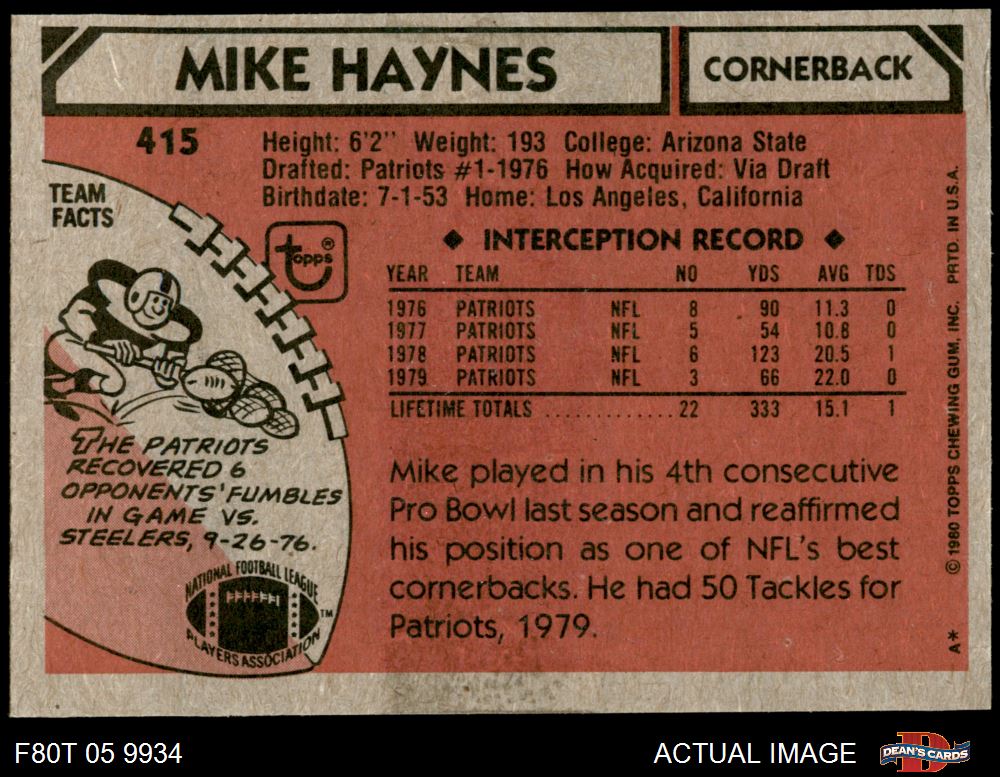 MIKE HAYNES
CORNERBACK
415
Height: 6'2" Weight: 193 College: Arizona State
Drafted: Patriots #1-1976 How Acquired: Via Draft
Birthdate: 7-1-53 Home: Los Angeles, California
TEAM
FACTS
topps®
◆ INTERCEPTION RECORD ◆
YEAR TEAM NO YDS AVG TDS
1976 PATRIOTS NFL 8 90 11.3 0
1977 PATRIOTS NFL 5 54 10.8 0
1978 PATRIOTS NFL 6 123 20.5 1
1979 PATRIOTS NFL 3 66 22.0 0
LIFETIME TOTALS ............ 22 333 15.1 1
THE PATRIOTS
RECOVERED 6
OPPONENTS' FUMBLES
IN GAME VS.
STEELERS, 9-26-76.
NATIONAL FOOTBALL LEAGUE
PLAYERS ASSOCIATION
TM
Mike played in his 4th consecutive
Pro Bowl last season and reaffirmed
his position as one of NFL's best
cornerbacks. He had 50 Tackles for
Patriots, 1979.
A* © 1980 TOPPS CHEWING GUM, INC. PRTD. IN U.S.A.
F80T 05 9934
ACTUAL IMAGE
DEAN'S CARDS